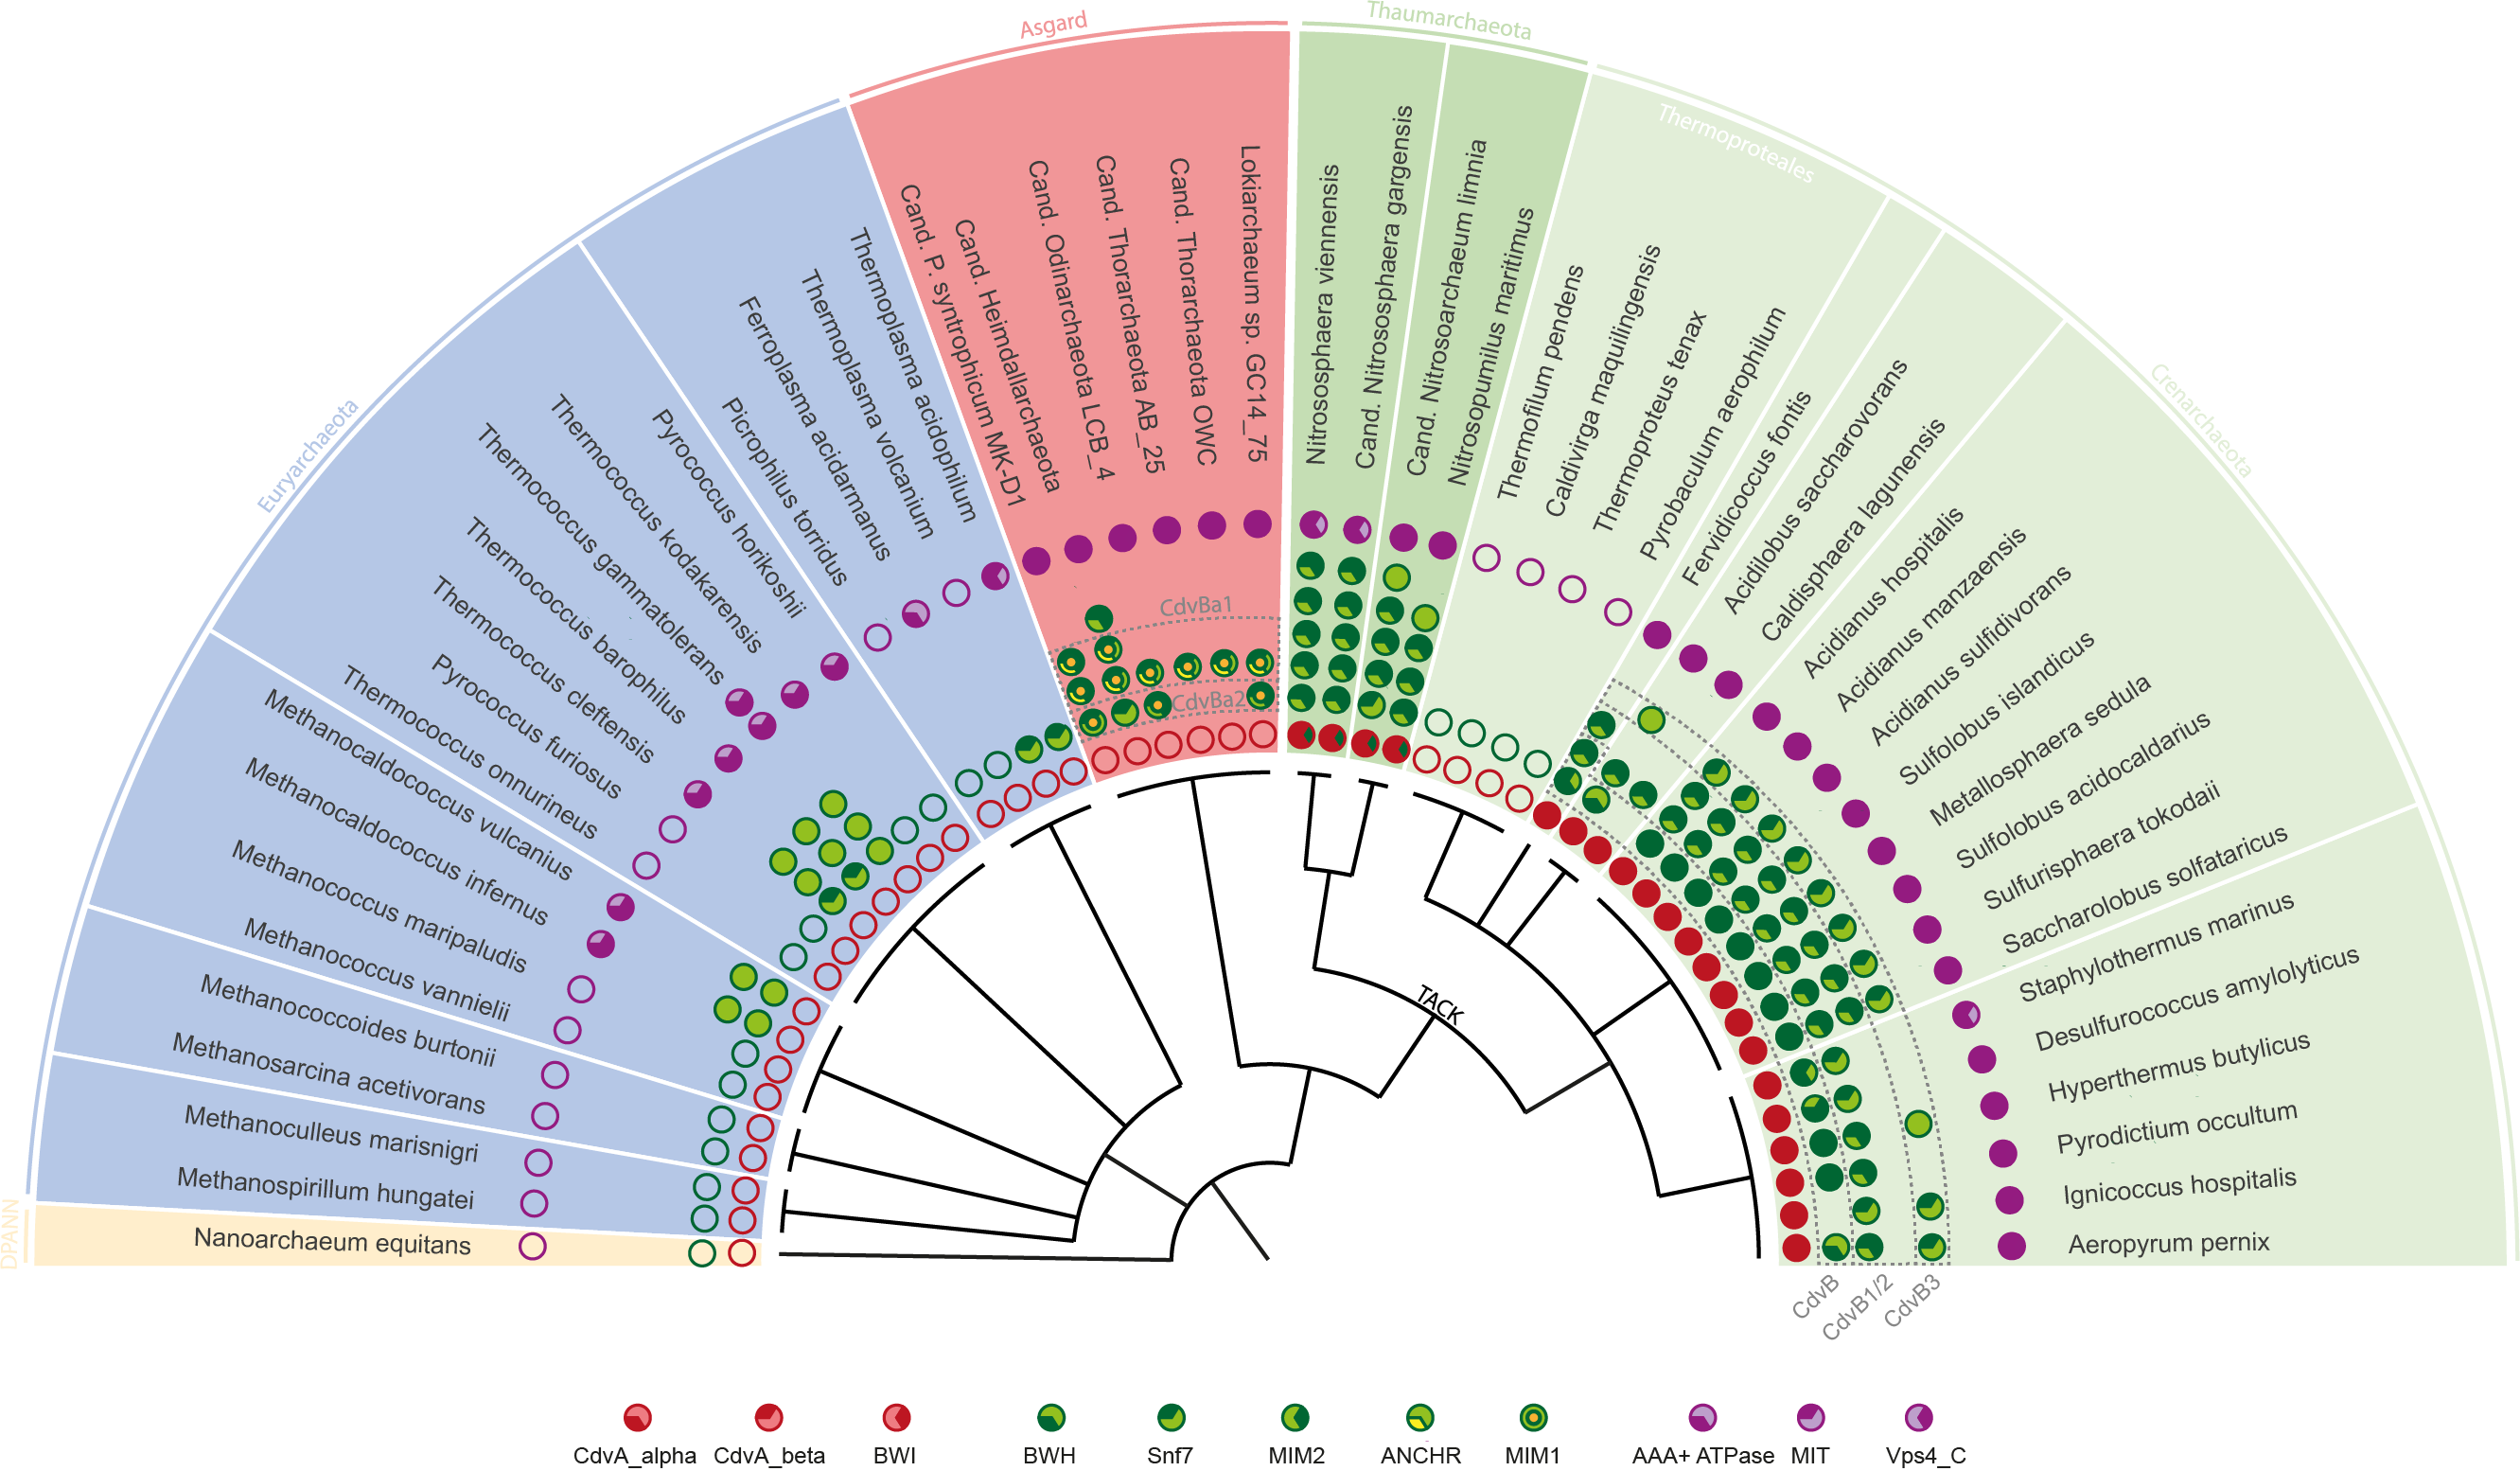 Asgard
Thaumarchaeota
Thermoproteales
Crenarchaeota
Euryarchaeota
DPANN
Nanoarchaeum equitans
Methanospirillum hungatei
Methanoculleus marisnigri
Methanosarcina acetivorans
Methanococcoides burtonii
Methanococcus vannielii
Methanococcus maripaludis
Methanocaldococcus infernus
Methanocaldococcus vulcanius
Thermococcus onnurineus
Pyrococcus furiosus
Thermococcus cleftensis
Thermococcus barophilus
Thermococcus gammatolerans
Thermococcus kodakarensis
Pyrococcus horikoshii
Picrophilus torridus
Ferroplasma acidarmanus
Thermoplasma volcanium
Thermoplasma acidophilum
Cand. P. syntrophicum MK-D1
Cand. Heimdallarchaeota
Cand. Odinarchaeota LCB_4
Cand. Thorarchaeota AB_25
Cand. Thorarchaeota OWC
Lokiarchaeum sp. GC14_75
Nitrososphaera viennensis
Cand. Nitrososphaera gargensis
Cand. Nitrosoarchaeum limnia
Nitrosopumilus maritimus
Thermofilum pendens
Caldivirga maquilingensis
Thermoproteus tenax
Pyrobaculum aerophilum
Fervidicoccus fontis
Acidilobus saccharovorans
Caldisphaera lagunensis
Acidianus hospitalis
Acidianus manzaensis
Acidianus sulfidivorans
Sulfolobus islandicus
Metallosphaera sedula
Sulfolobus acidocaldarius
Sulfurisphaera tokodaii
Saccharolobus solfataricus
Staphylothermus marinus
Desulfurococcus amylolyticus
Hyperthermus butylicus
Pyrodictium occultum
Ignicoccus hospitalis
Aeropyrum pernix
CdvBa1
CdvBa2
TACK
CdvB
CdvB1/2
CdvB3
CdvA_alpha
CdvA_beta
BWI
BWH
Snf7
MIM2
ANCHR
MIM1
AAA+ ATPase
MIT
Vps4_C